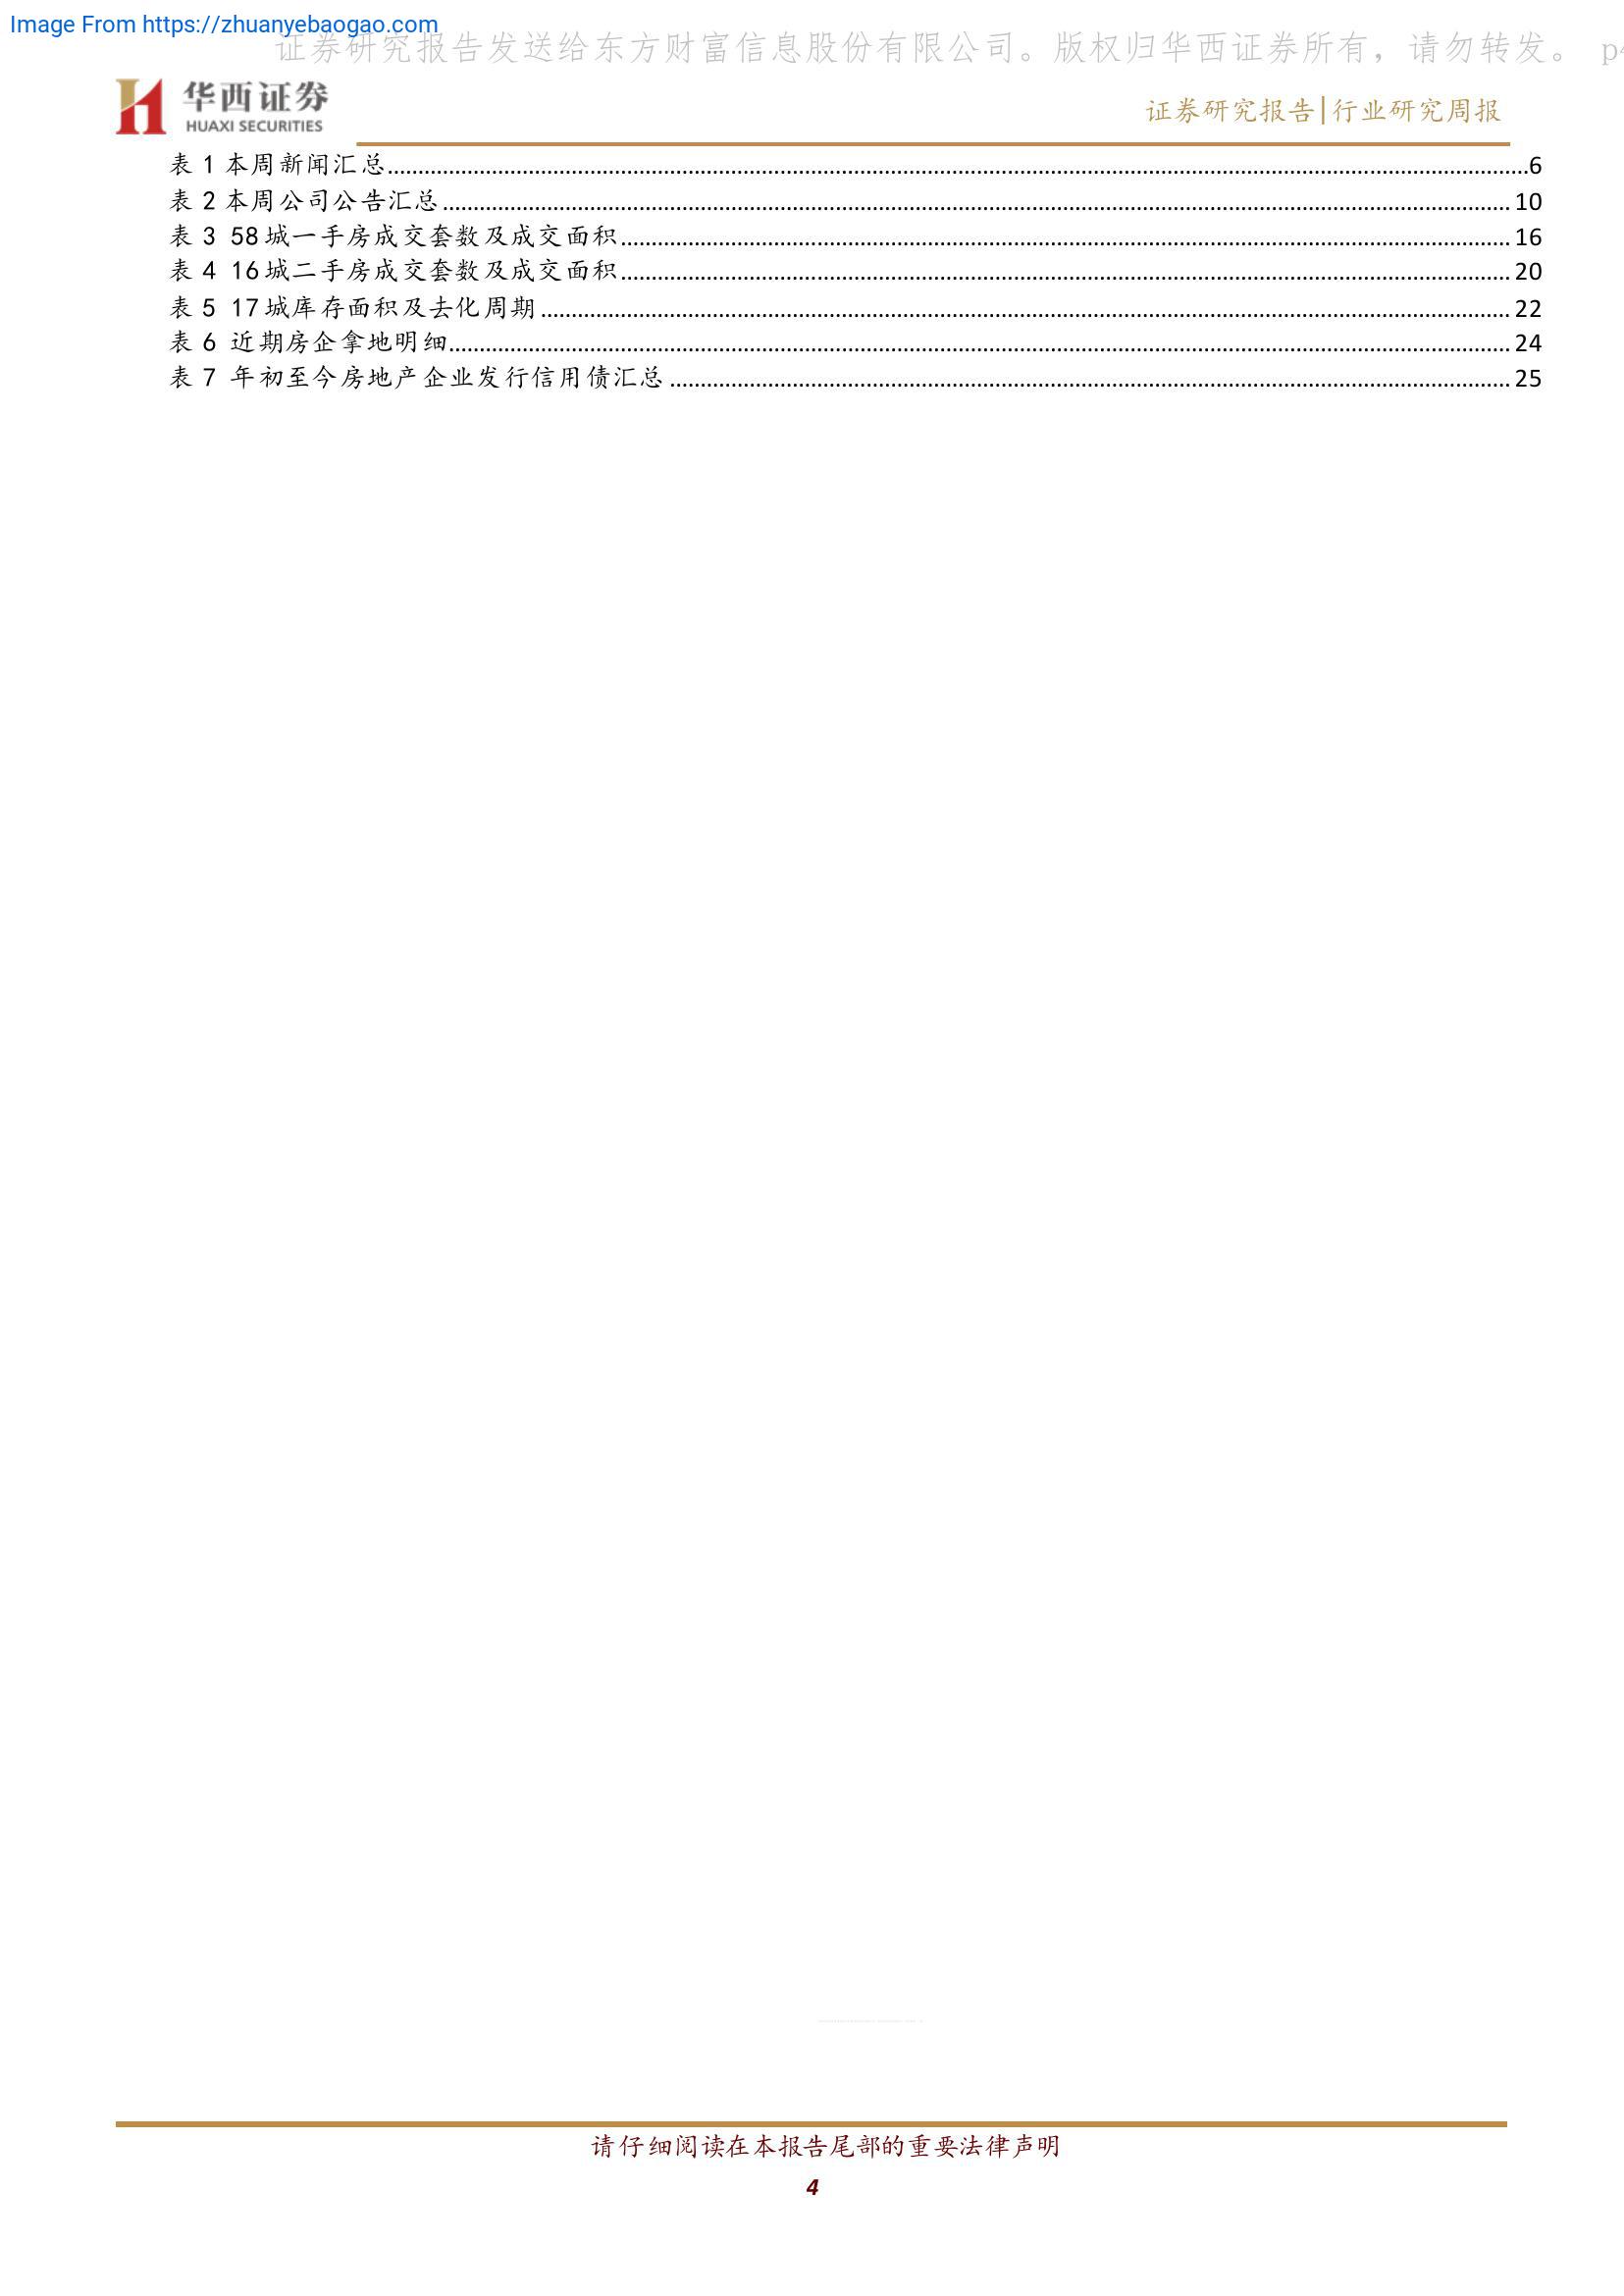 Image From https://zhuanyebaogao.com
证券研究报告发送给东方财富信息股份有限公司。版权归华西证券所有，请勿转发。 p4
华西证券
HUAXI SECURITIES
证券研究报告|行业研究周报
表 1 本周新闻汇总........................................6
表 2 本周公司公告汇总........................................10
表 3 58 城一手房成交套数及成交面积........................................16
表 4 16 城二手房成交套数及成交面积........................................20
表 5 17 城库存面积及去化周期........................................22
表 6 近期房企拿地明细........................................24
表 7 年初至今房地产企业发行信用债汇总........................................25
请仔细阅读在本报告尾部的重要法律声明
4